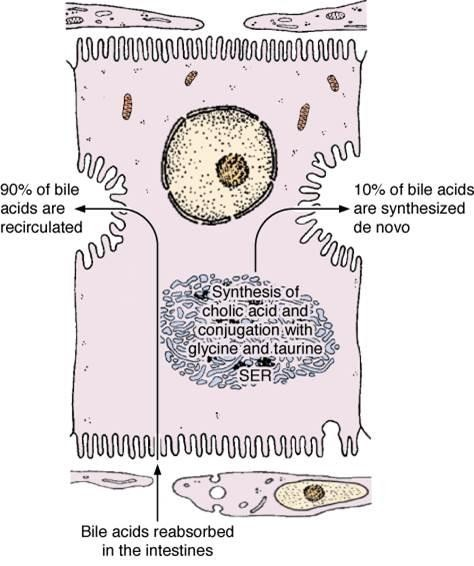 90% of bile
acids are
recirculated
10% of bile acids
are synthesized
de novo
Synthesis of
cholic acid and
conjugation with
glycine and taurine
SER
Bile acids reabsorbed
in the intestines